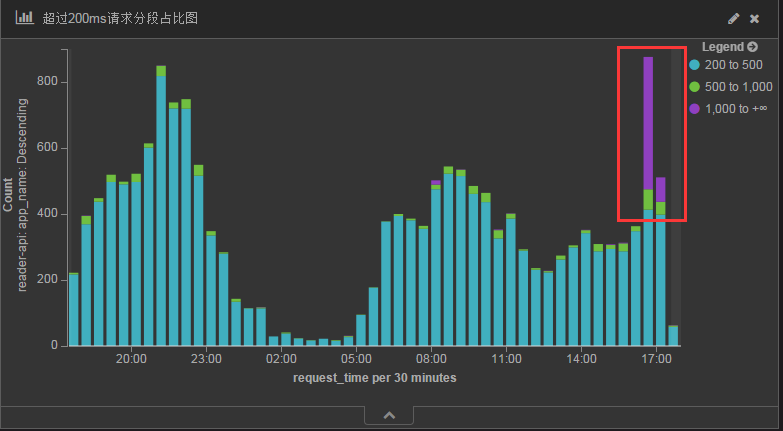 超过200ms请求分段占比图
Legend
200 to 500
500 to 1,000
1,000 to +∞
Count
reader-api: app_name: Descending
800
600
400
200
0
20:00 23:00 02:00 05:00 08:00 11:00 14:00 17:00
request_time per 30 minutes